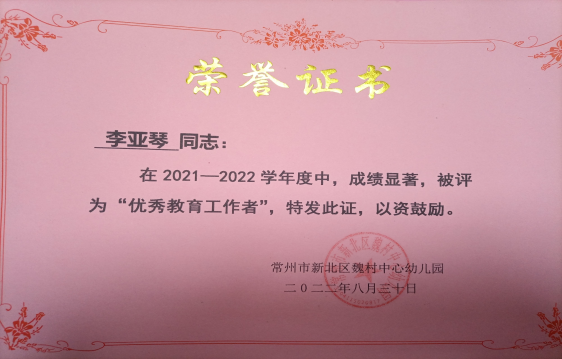 荣誉证书
李亚琴 同志：
在 2021—2022 学年度中，成绩显著，被评
为“优秀教育工作者”，特发此证，以资鼓励。
常州市新北区魏村中心幼儿园
二〇二二年八月三十日